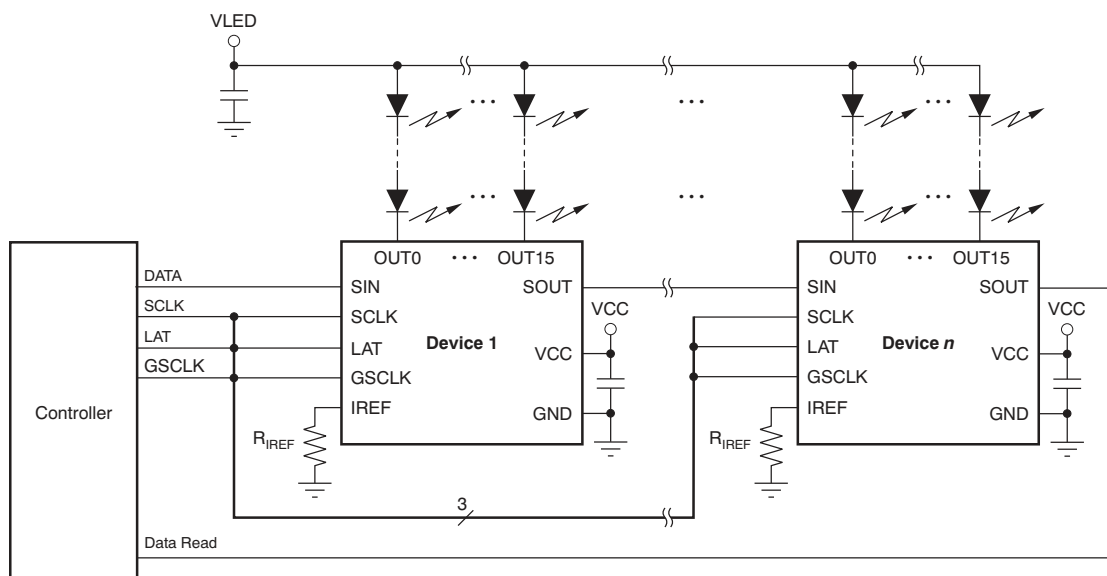 VLED
OUT0 ••• OUT15
OUT0 ••• OUT15
DATA
SIN
SOUT
SIN
SOUT
SCLK
SCLK
VCC
SCLK
VCC
LAT
LAT
Device 1
LAT
Device n
GSCLK
GSCLK
VCC
GSCLK
VCC
Controller
IREF
GND
IREF
GND
RIREF
RIREF
3
Data Read